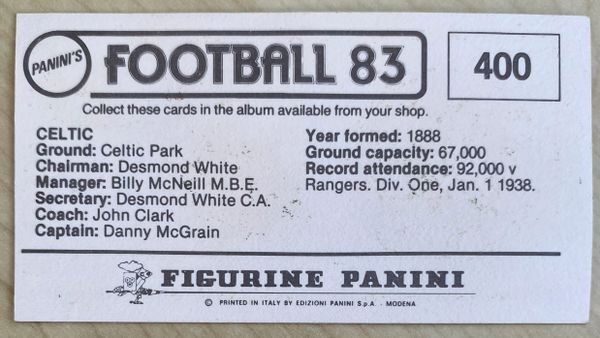 PANINI'S FOOTBALL 83 400
Collect these cards in the album available from your shop.
CELTIC
Ground: Celtic Park
Chairman: Desmond White
Manager: Billy McNeill M.B.E.
Secretary: Desmond White C.A.
Coach: John Clark
Captain: Danny McGrain
Year formed: 1888
Ground capacity: 67,000
Record attendance: 92,000 v
Rangers. Div. One, Jan. 1 1938.
FIGURINE PANINI
© PRINTED IN ITALY BY EDIZIONI PANINI S.p.A. - MODENA